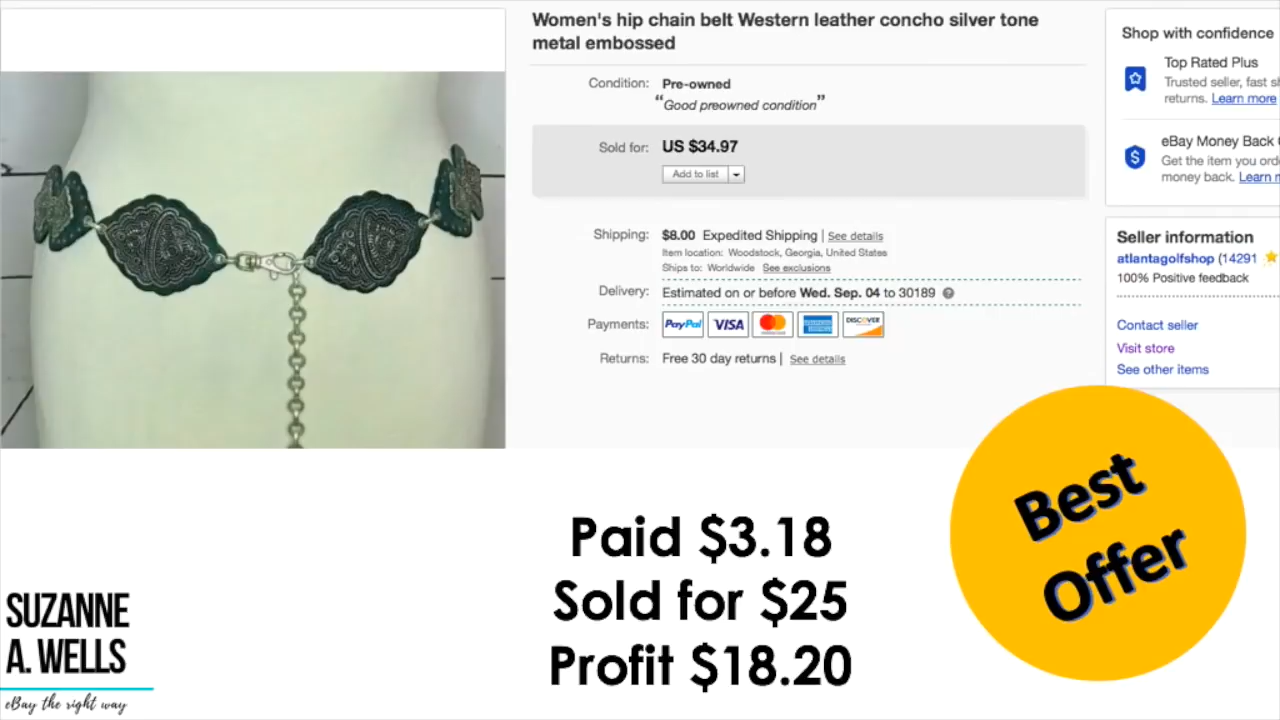 Women's hip chain belt Western leather concho silver tone
metal embossed
Condition: Pre-owned
“Good preowned condition”
Sold for: US $34.97
Add to list
Shipping: $8.00 Expedited Shipping | See details
Item location: Woodstock, Georgia, United States
Ships to: Worldwide See exclusions
Delivery: Estimated on or before Wed. Sep. 04 to 30189
Payments: PayPal VISA mastercard AMERICAN EXPRESS DISCOVER
Returns: Free 30 day returns | See details
Shop with confidence
Top Rated Plus
Trusted seller, fast
returns. Learn more
eBay Money Back
Get the item you
money back. Learn
Seller information
atlantagolfshop (14291
100% Positive feedback
Contact seller
Visit store
See other items
Best
Offer
Paid $3.18
Sold for $25
Profit $18.20
SUZANNE
A. WELLS
eBay the right way